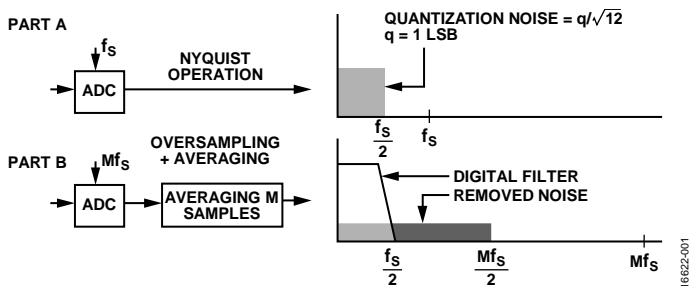 PART A
fS
ADC
NYQUIST
OPERATION
QUANTIZATION NOISE = q/√12
q = 1 LSB
fS
2
fS
PART B
MfS
ADC
OVERSAMPLING
+ AVERAGING
AVERAGING M
SAMPLES
DIGITAL FILTER
REMOVED NOISE
fS
2
MfS
2
MfS
16622-001